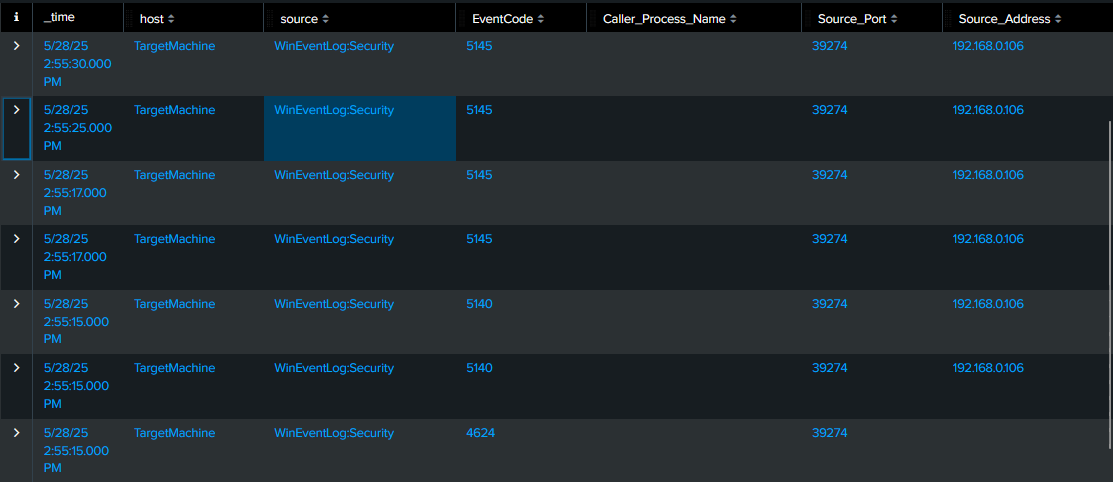 i _time host source EventCode Caller_Process_Name Source_Port Source_Address
5/28/25 TargetMachine WinEventLog:Security 5145 39274 192.168.0.106
2:55:30.000
PM
5/28/25 TargetMachine WinEventLog:Security 5145 39274 192.168.0.106
2:55:25.000
PM
5/28/25 TargetMachine WinEventLog:Security 5145 39274 192.168.0.106
2:55:17.000
PM
5/28/25 TargetMachine WinEventLog:Security 5145 39274 192.168.0.106
2:55:17.000
PM
5/28/25 TargetMachine WinEventLog:Security 5140 39274 192.168.0.106
2:55:15.000
PM
5/28/25 TargetMachine WinEventLog:Security 5140 39274 192.168.0.106
2:55:15.000
PM
5/28/25 TargetMachine WinEventLog:Security 4624 39274
2:55:15.000
PM